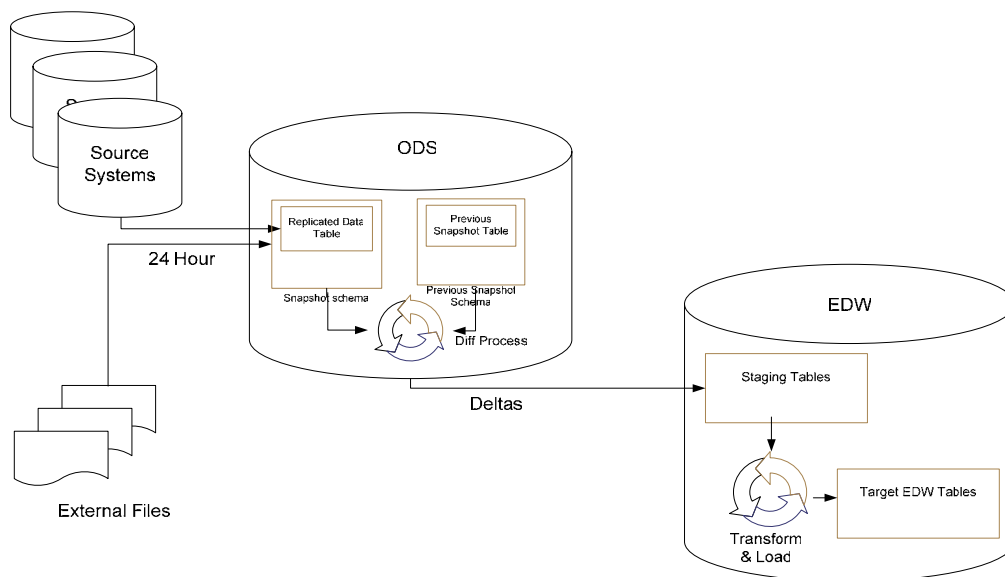 Source
Systems
ODS
Replicated Data
Table
Previous
Snapshot Table
24 Hour
Snapshot schema
Previous Snapshot
Schema
Diff Process
Deltas
External Files
EDW
Staging Tables
Target EDW Tables
Transform
& Load